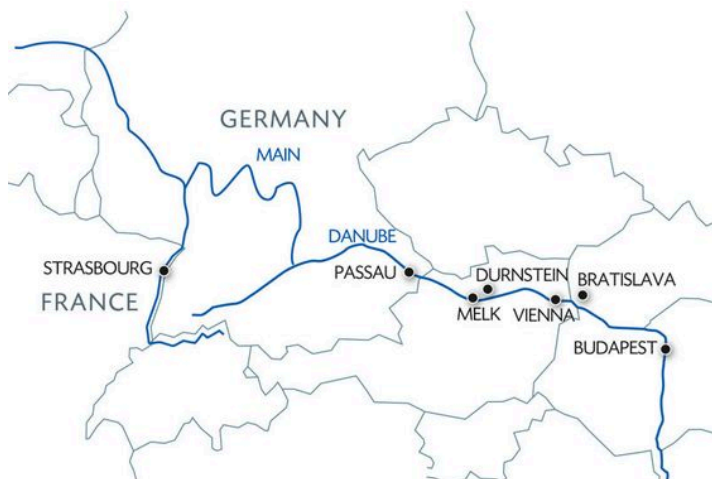 GERMANY
MAIN
DANUBE
STRASBOURG
PASSAU
DURNSTEIN
BRATISLAVA
FRANCE
MELK
VIENNA
BUDAPEST